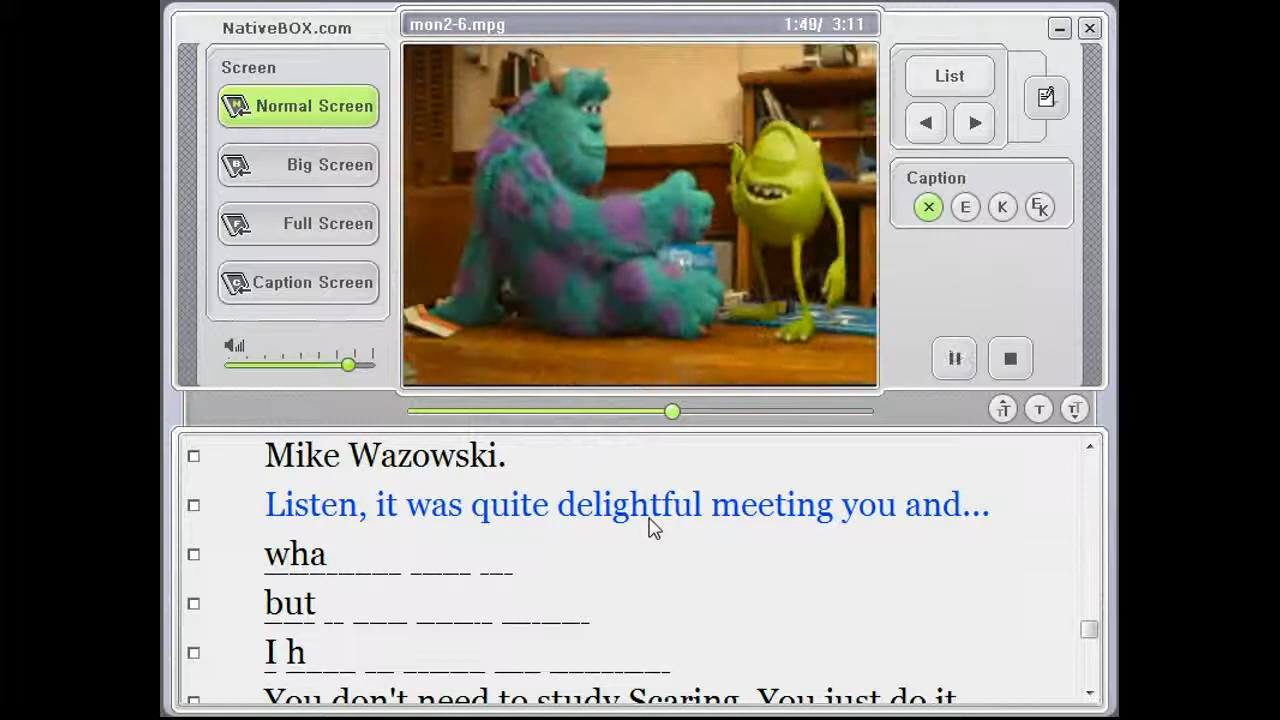 NativeBOX.com
mon2-6.mpg
1:49/ 3:11
Screen
Normal Screen
Big Screen
Full Screen
Caption Screen
List
Caption
X E K EK
T T T
Mike Wazowski.
Listen, it was quite delightful meeting you and...
wha
but
I h
You don't need to study Scaring. You just do it.